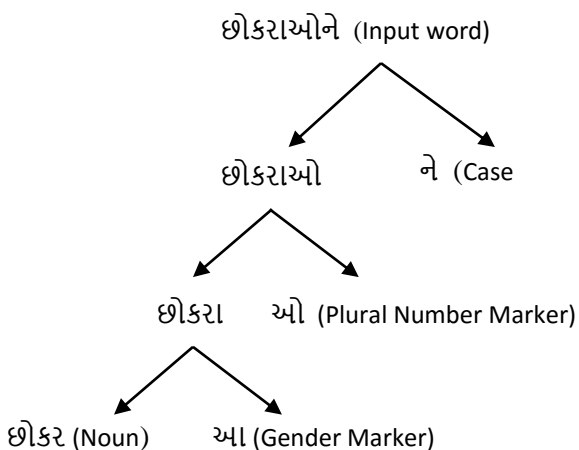 છોકરાઓને (Input word)
છોકરાઓ ને (Case
છોકરા ઓ (Plural Number Marker)
છોકર (Noun) આ (Gender Marker)